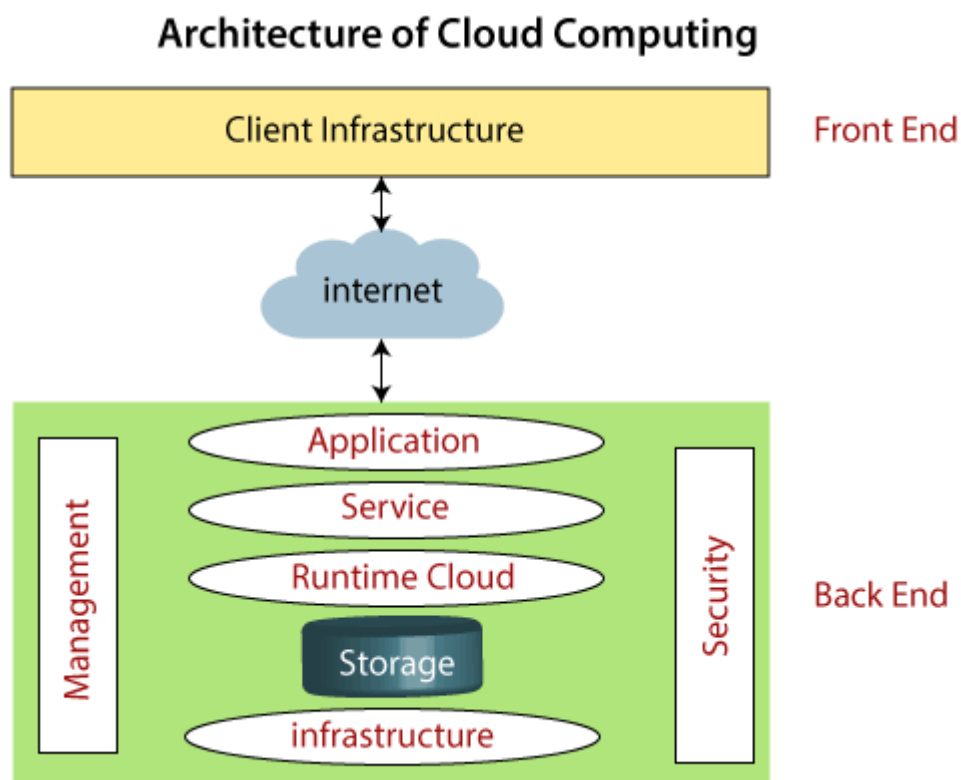 Architecture of Cloud Computing
Client Infrastructure
Front End
internet
Application
Service
Runtime Cloud
Storage
infrastructure
Management
Security
Back End